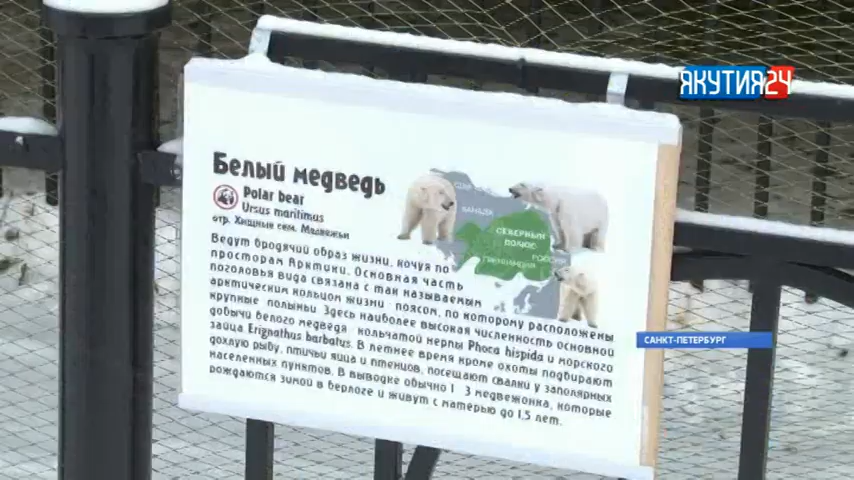 ЯКУТИЯ24
Белый медведь
Polar bear
Ursus maritimus
отр. Хищные сем. Медвежьи
США
КАНАДА
СЕВЕРНЫЙ
ПОЛЮС
РОССИЯ
ГРЕНЛАНДИЯ
Ведут бродячий образ жизни, кочуя по
просторам Арктики. Основная часть
поголовья вида связана с так называемым
арктическим кольцом жизни - поясом, по которому расположены
крупные полыньи. Здесь наиболее высокая численность основной
добычи белого медведя - кольчатой нерпы Phoca hispida и морского
зайца Erignathus barbatus. В летнее время кроме охоты подбирают
дохлую рыбу, птичьи яйца и птенцов, посещают свалки у заполярных
населенных пунктов. В выводке обычно 1 - 3 медвежонка, которые
рождаются зимой в берлоге и живут с матерью до 1,5 лет.
САНКТ-ПЕТЕРБУРГ